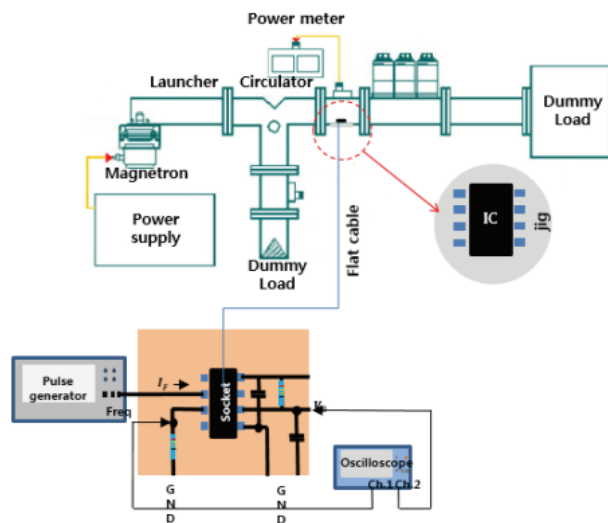 Power meter
Launcher
Circulator
Dummy
Load
Magnetron
Power
supply
Dummy
Load
Flat cable
IC
jig
Pulse
generator
Freq
I_F
Socket
Oscilloscope
Ch.1 Ch.2
G
N
D
G
N
D